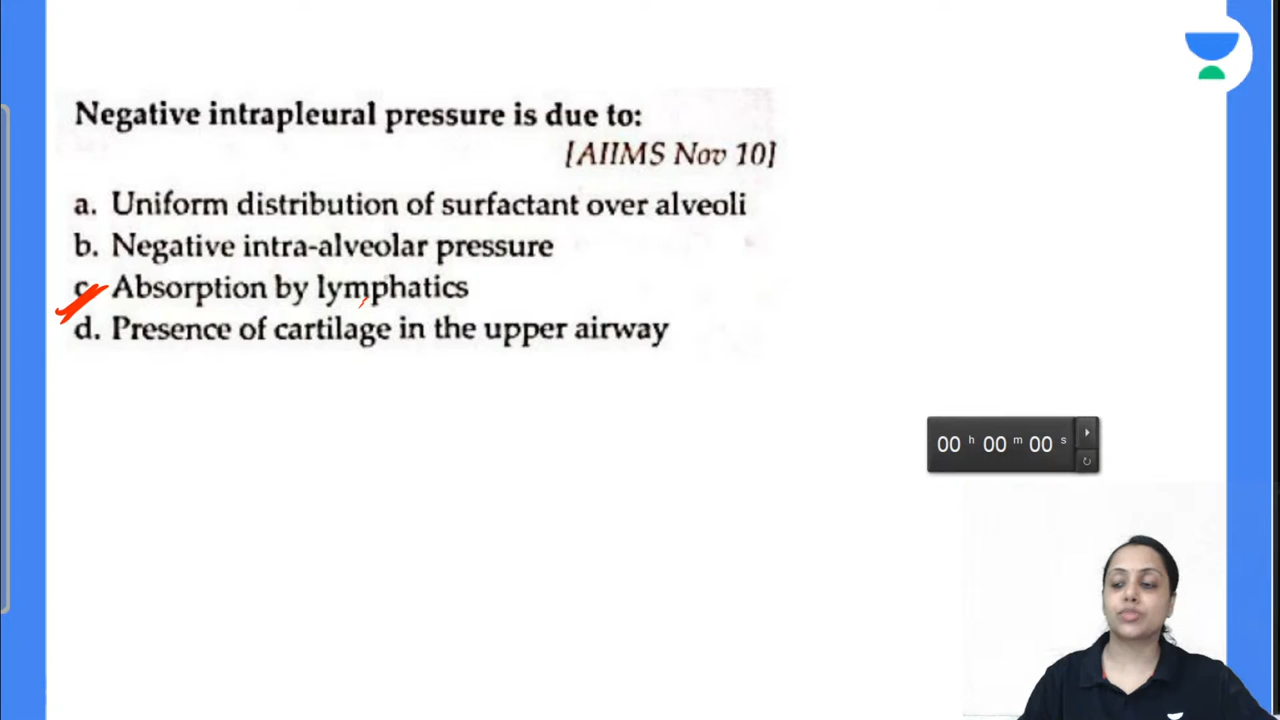 Negative intrapleural pressure is due to:
[AIIMS Nov 10]
a. Uniform distribution of surfactant over alveoli
b. Negative intra-alveolar pressure
c. Absorption by lymphatics
d. Presence of cartilage in the upper airway
00 h 00 m 00 s